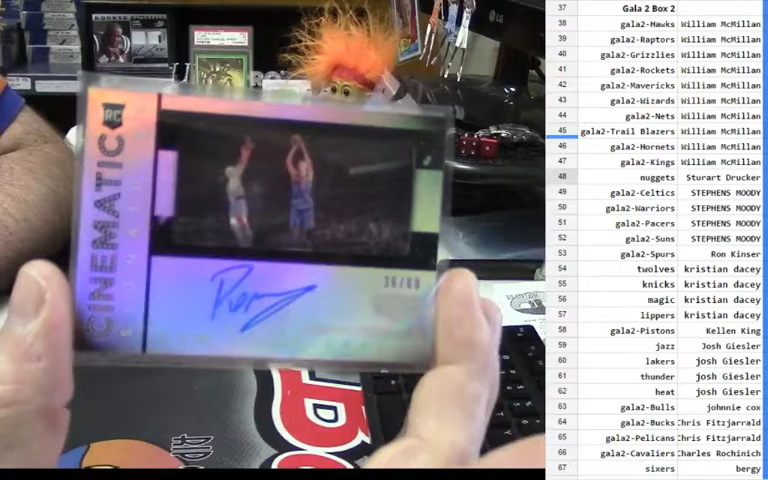 37 Gala 2 Box 2
38 gala2-Hawks William McMillan
39 gala2-Raptors William McMillan
40 gala2-Grizzlies William McMillan
41 gala2-Rockets William McMillan
42 gala2-Mavericks William McMillan
43 gala2-Wizards William McMillan
44 gala2-Nets William McMillan
45 gala2-Trail Blazers William McMillan
46 gala2-Hornets William McMillan
47 gala2-Kings William McMillan
48 nuggets Sturart Drucker
49 gala2-Celtics STEPHENS MOODY
50 gala2-Warriors STEPHENS MOODY
51 gala2-Pacers STEPHENS MOODY
52 gala2-Suns STEPHENS MOODY
53 gala2-Spurs Ron Kinser
54 twolves kristian dacey
55 knicks kristian dacey
56 magic kristian dacey
57 lippers kristian dacey
58 gala2-Pistons Kellen King
59 jazz Josh Giesler
60 lakers josh Giesler
61 thunder josh Giesler
62 heat josh Giesler
63 gala2-Bulls johnnie cox
64 gala2-Bucks Chris Fitzjarrald
65 gala2-Pelicans Chris Fitzjarrald
66 gala2-Cavaliers Charles Rochinich
67 sixers bergy
RC
CINEMATIC